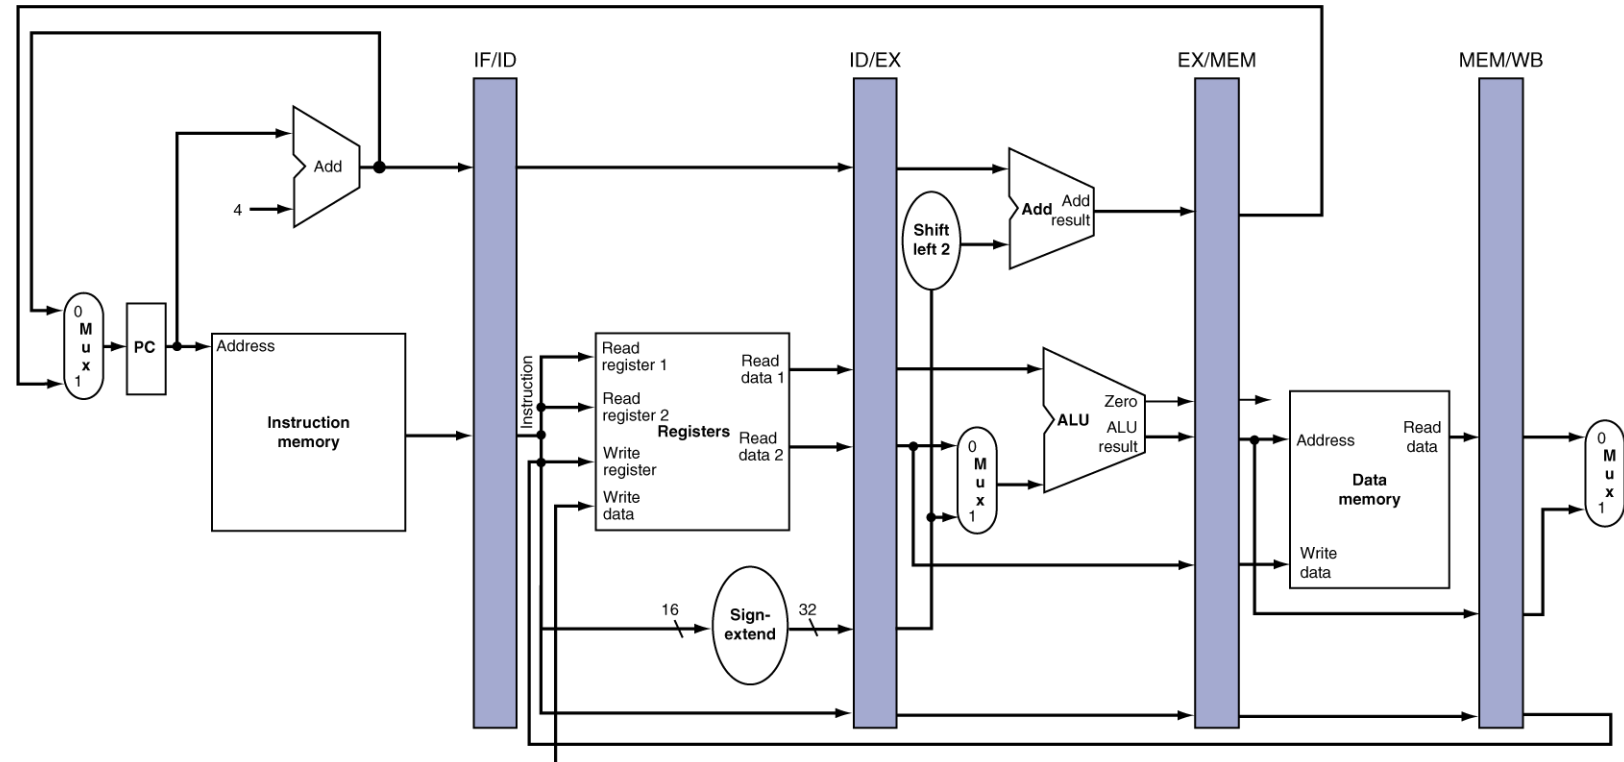 IF/ID
ID/EX
EX/MEM
MEM/WB
Add
4
Shift
left 2
Add
Add
result
0
M
u
x
1
PC
Address
Instruction
memory
Instruction
Read
register 1
Read
register 2
Write
register
Write
data
Registers
Read
data 1
Read
data 2
16
Sign-
extend
32
0
M
u
x
1
ALU
Zero
ALU
result
Address
Read
data
Data
memory
Write
data
0
M
u
x
1